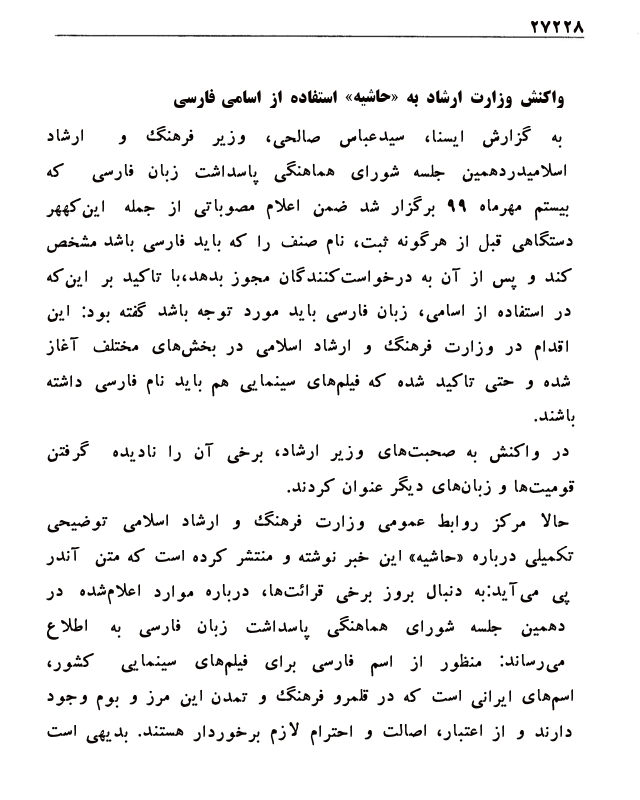 ۲۷۲۲۸
واکنش وزارت ارشاد به «حاشیه» استفاده از اسامی فارسی
به گزارش ایسنا، سیدعباس صالحی، وزیر فرهنگ و ارشاد
اسلامیدردهمین جلسه شورای هماهنگی پاسداشت زبان فارسی که
بیستم مهرماه ۹۹ برگزار شد ضمن اعلام مصوباتی از جمله این‌کههر
دستگاهی قبل از هرگونه ثبت، نام صنف را که باید فارسی باشد مشخص
کند و پس از آن به درخواست‌کنندگان مجوز بدهد،با تاکید بر این‌که
در استفاده از اسامی، زبان فارسی باید مورد توجه باشد گفته بود: این
اقدام در وزارت فرهنگ و ارشاد اسلامی در بخش‌های مختلف آغاز
شده و حتی تاکید شده که فیلم‌های سینمایی هم باید نام فارسی داشته
باشند.
در واکنش به صحبت‌های وزیر ارشاد، برخی آن را نادیده گرفتن
قومیت‌ها و زبان‌های دیگر عنوان کردند.
حالا مرکز روابط عمومی وزارت فرهنگ و ارشاد اسلامی توضیحی
تکمیلی درباره «حاشیه» این خبر نوشته و منتشر کرده است که متن آندر
پی می‌آید:به دنبال بروز برخی قرائت‌ها، درباره موارد اعلام‌شده در
دهمین جلسه شورای هماهنگی پاسداشت زبان فارسی به اطلاع
می‌رساند: منظور از اسم فارسی برای فیلم‌های سینمایی کشور،
اسم‌های ایرانی است که در قلمرو فرهنگ و تمدن این مرز و بوم وجود
دارند و از اعتبار، اصالت و احترام لازم برخوردار هستند. بدیهی است